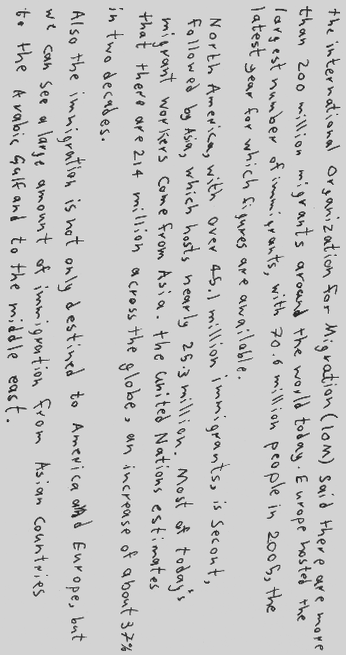 the international Organization for Migration (IOM) said there are more
than 200 million migrants around the world today. Europe hosted the
largest number of immigrants, with 70.6 million people in 2005, the
latest year for which figures are available.
North America, with over 45.1 million immigrants, is Second,
followed by Asia, which hosts nearly 25.3 million. Most of today's
migrant workers come from Asia. the United Nations estimates
that there are 214 million across the globe, an increase of about 37%
in two decades.
Also the immigration is not only destined to America and Europe, but
we can see a large amount of immigration from Asian Countries
to the Arabic Gulf and to the middle east.